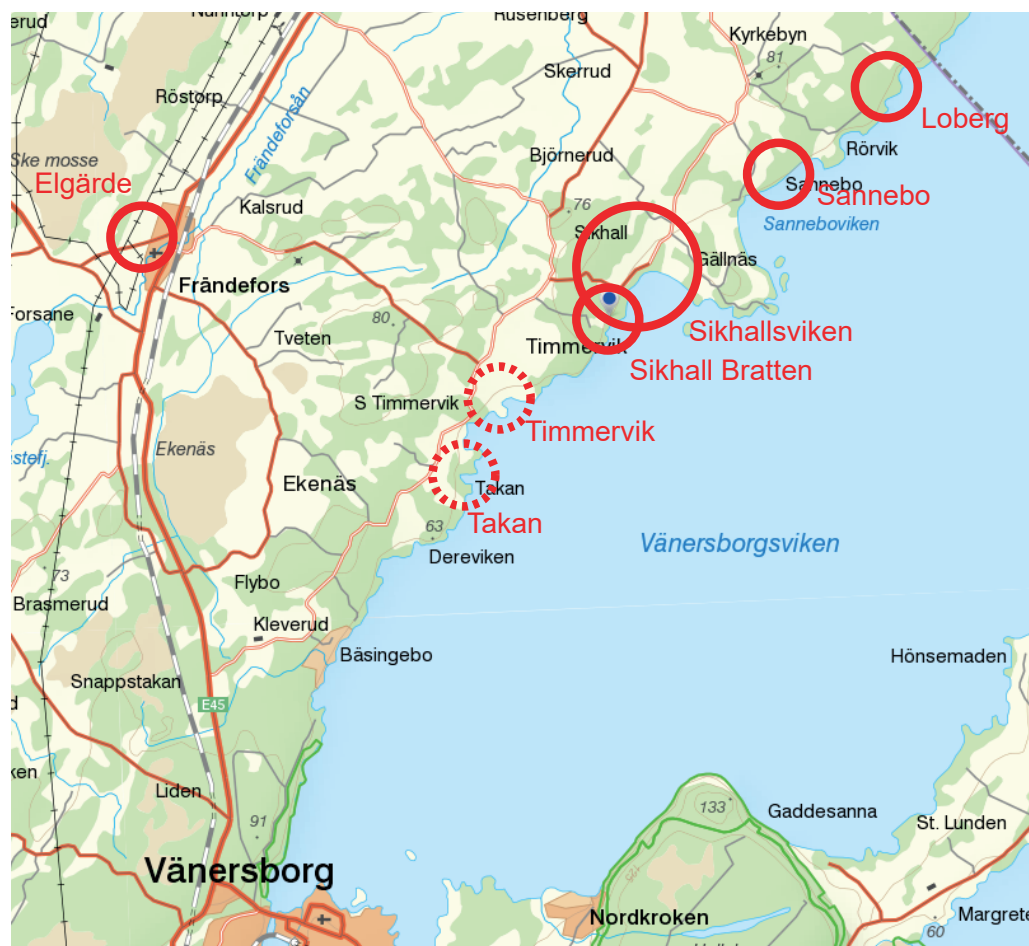 Rusenberg
Kyrkebyn
81
Skerrud
Röstorp
Frändeforsån
Loberg
Rörvik
Björnerud
Ske mosse
Elgärde
Sannebo
Sannebo
Kalsrud
76
Sanneboviken
Sikhall
Gällnäs
Frändefors
80
Forsane
Sikhallsviken
Tveten
Timmervik
Sikhall Bratten
S Timmervik
Timmervik
Ekenäs
Ekenäs
Takan
Takan
63
Vänersborgsviken
Dereviken
73
Flybo
Brasmerud
Kleverud
Bäsingebo
Hönsemaden
Snappstakan
E45
Liden
133
Gaddesanna
91
St. Lunden
Vänersborg
Nordkroken
Margrete
60